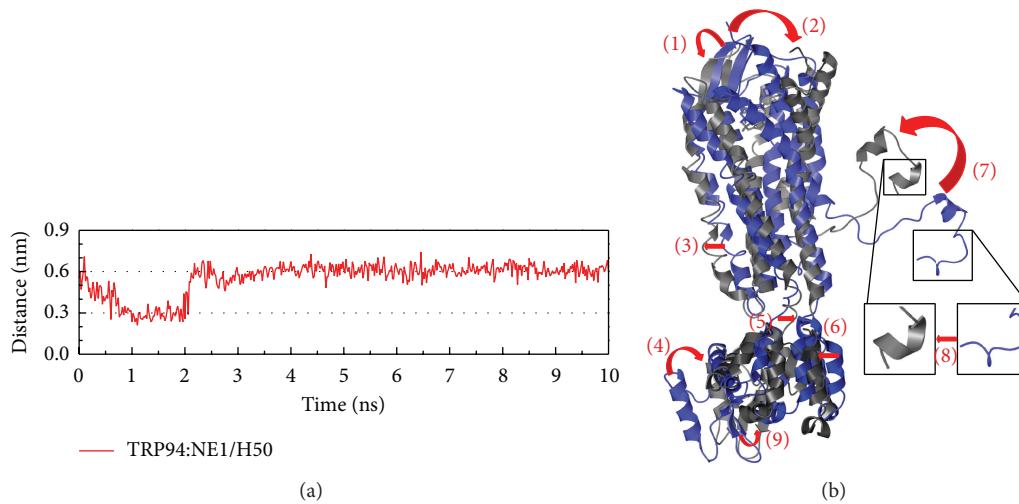 Distance (nm)
0.9
0.6
0.3
0.0
0 1 2 3 4 5 6 7 8 9 10
Time (ns)
TRP94:NE1/H50
(a)
(1)
(2)
(3)
(4)
(5)
(6)
(7)
(8)
(9)
(b)